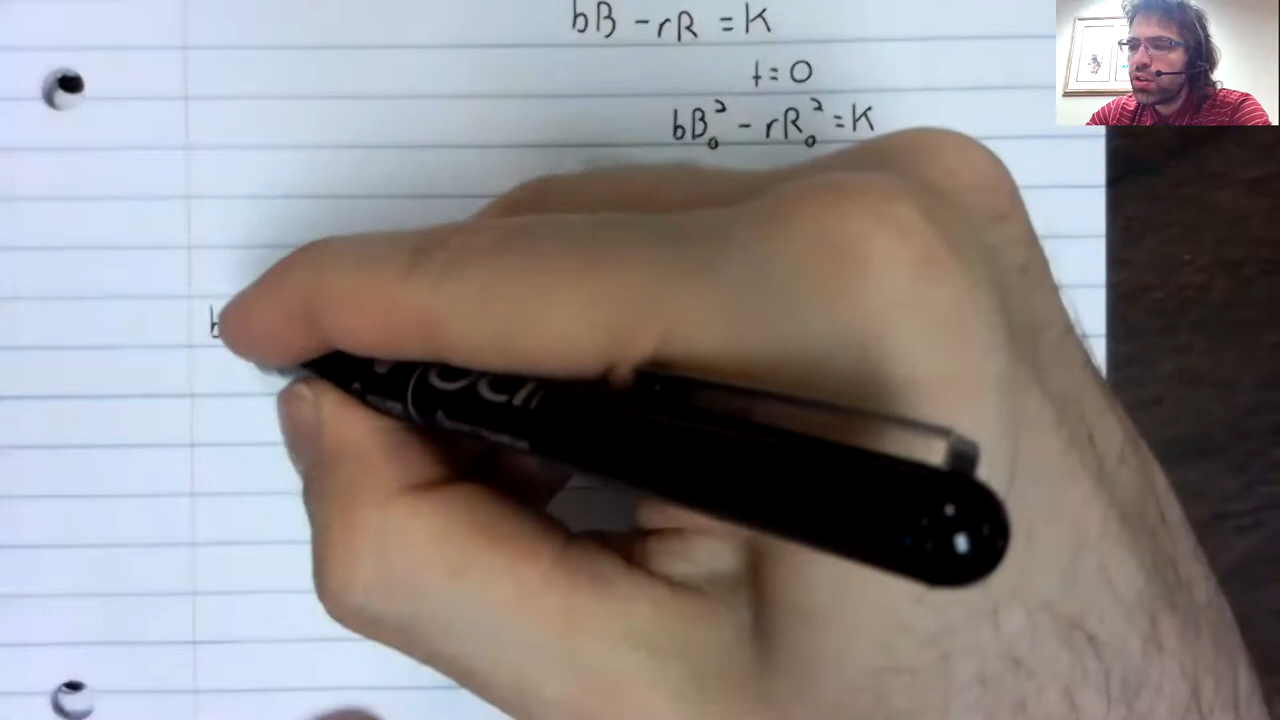 bB - rR = K
t = 0
bB₀² - rR₀² = K
b